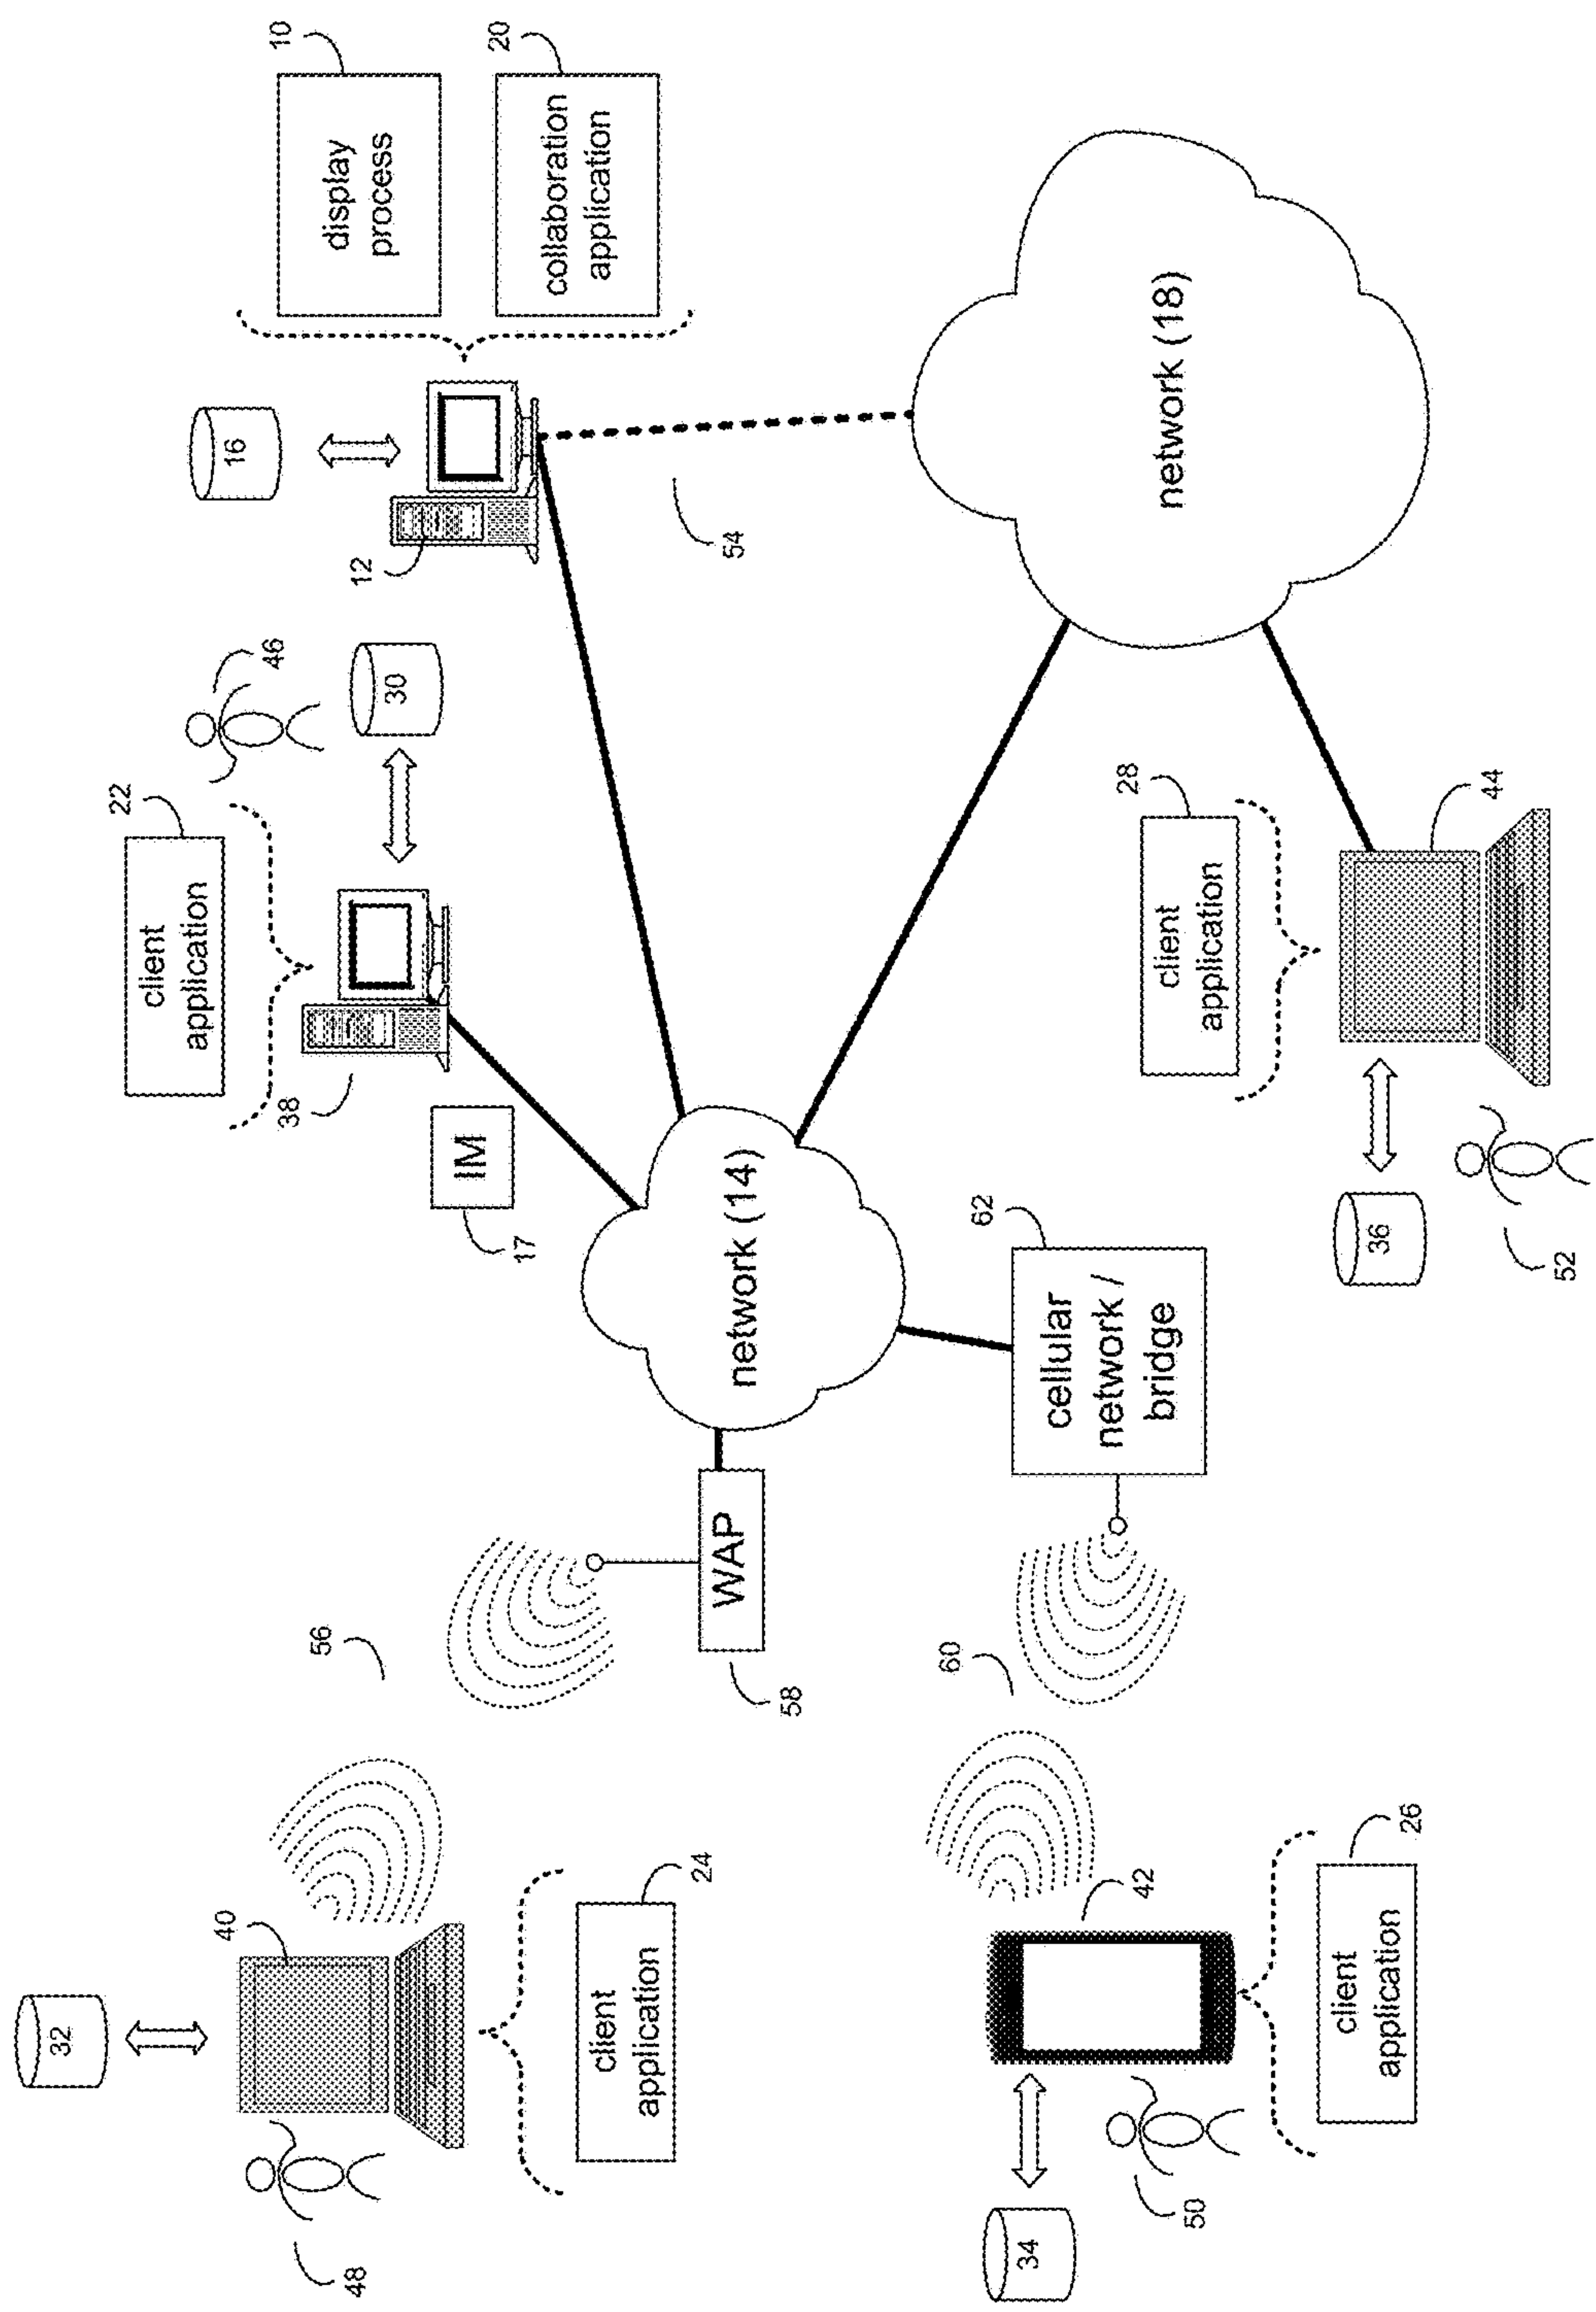 32
22
client
application
40
16
46
10
38
56
display
process
48
12
30
IM
20
17
collaboration
application
client
application
24
WAP
54
network (14)
58
60
62
34
cellular
network /
bridge
28
42
client
application
network (18)
50
client
application
36
26
44
52